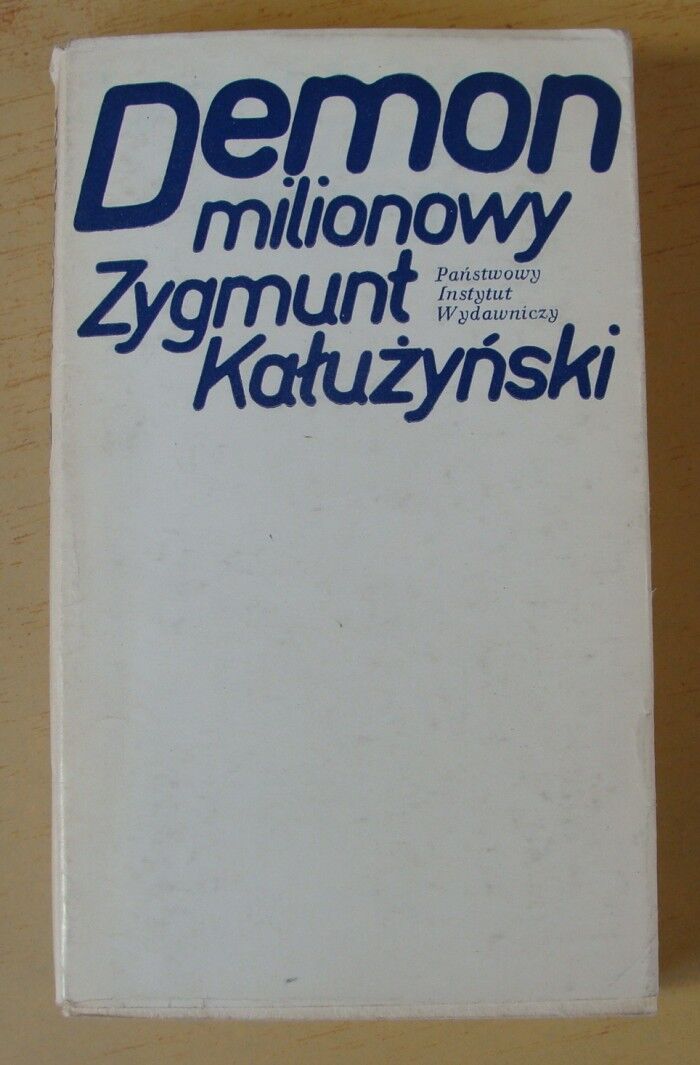 Demon
milionowy
Zygmunt
Kałużyński
Państwowy
Instytut
Wydawniczy